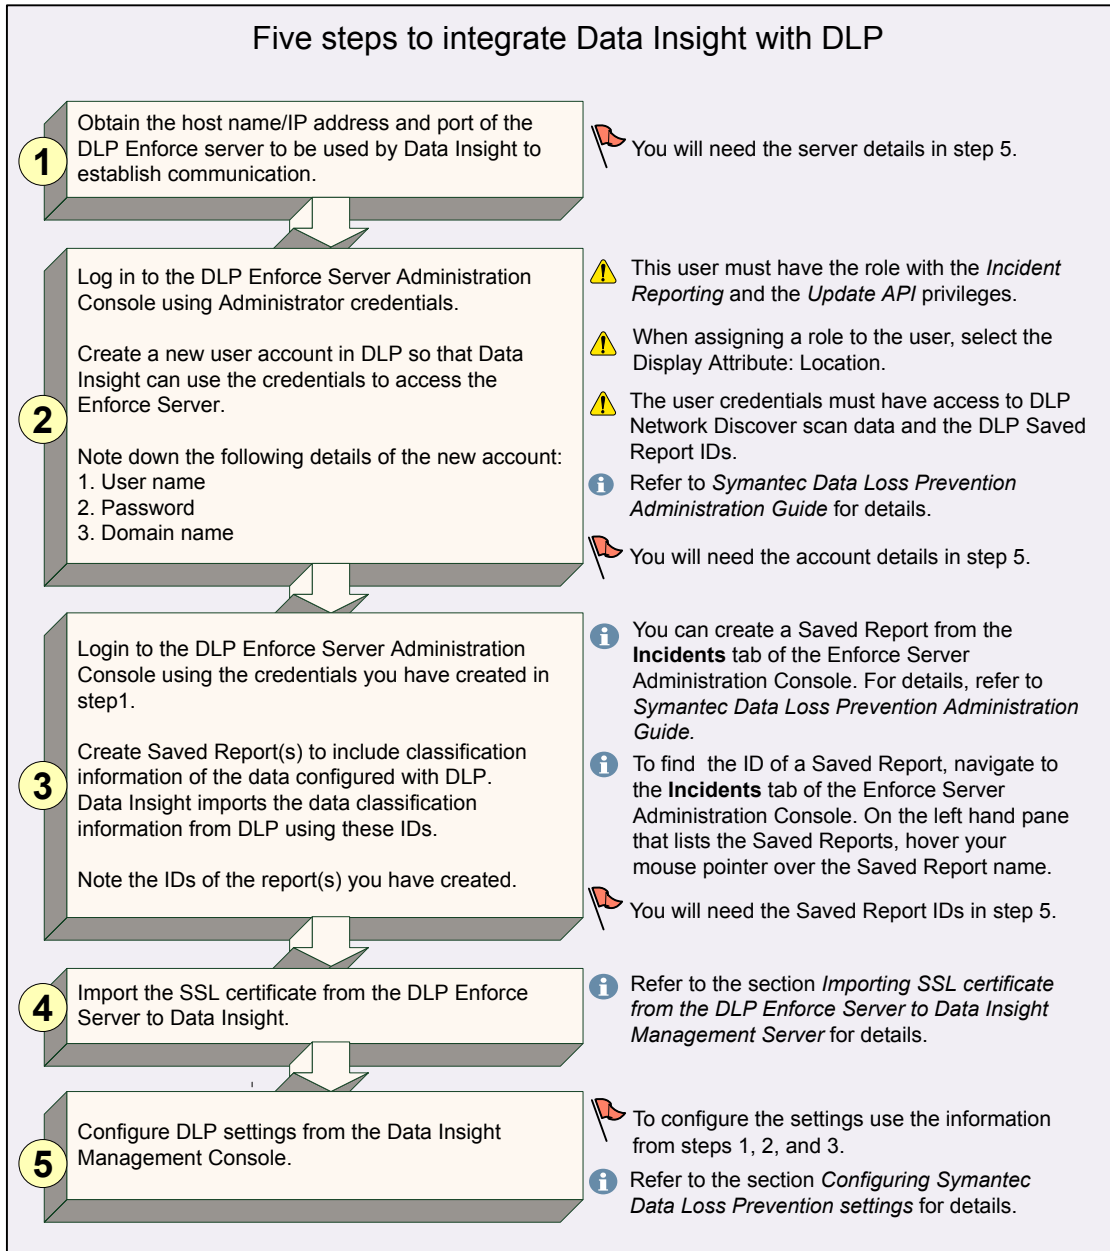 Five steps to integrate Data Insight with DLP
1
Obtain the host name/IP address and port of the
DLP Enforce server to be used by Data Insight to
establish communication.
You will need the server details in step 5.
2
Log in to the DLP Enforce Server Administration
Console using Administrator credentials.
Create a new user account in DLP so that Data
Insight can use the credentials to access the
Enforce Server.
Note down the following details of the new account:
1. User name
2. Password
3. Domain name
This user must have the role with the Incident
Reporting and the Update API privileges.
When assigning a role to the user, select the
Display Attribute: Location.
The user credentials must have access to DLP
Network Discover scan data and the DLP Saved
Report IDs.
Refer to Symantec Data Loss Prevention
Administration Guide for details.
You will need the account details in step 5.
3
Login to the DLP Enforce Server Administration
Console using the credentials you have created in
step1.
Create Saved Report(s) to include classification
information of the data configured with DLP.
Data Insight imports the data classification
information from DLP using these IDs.
Note the IDs of the report(s) you have created.
You can create a Saved Report from the
Incidents tab of the Enforce Server
Administration Console. For details, refer to
Symantec Data Loss Prevention Administration
Guide.
To find the ID of a Saved Report, navigate to
the Incidents tab of the Enforce Server
Administration Console. On the left hand pane
that lists the Saved Reports, hover your
mouse pointer over the Saved Report name.
You will need the Saved Report IDs in step 5.
4
Import the SSL certificate from the DLP Enforce
Server to Data Insight.
Refer to the section Importing SSL certificate
from the DLP Enforce Server to Data Insight
Management Server for details.
5
Configure DLP settings from the Data Insight
Management Console.
To configure the settings use the information
from steps 1, 2, and 3.
Refer to the section Configuring Symantec
Data Loss Prevention settings for details.